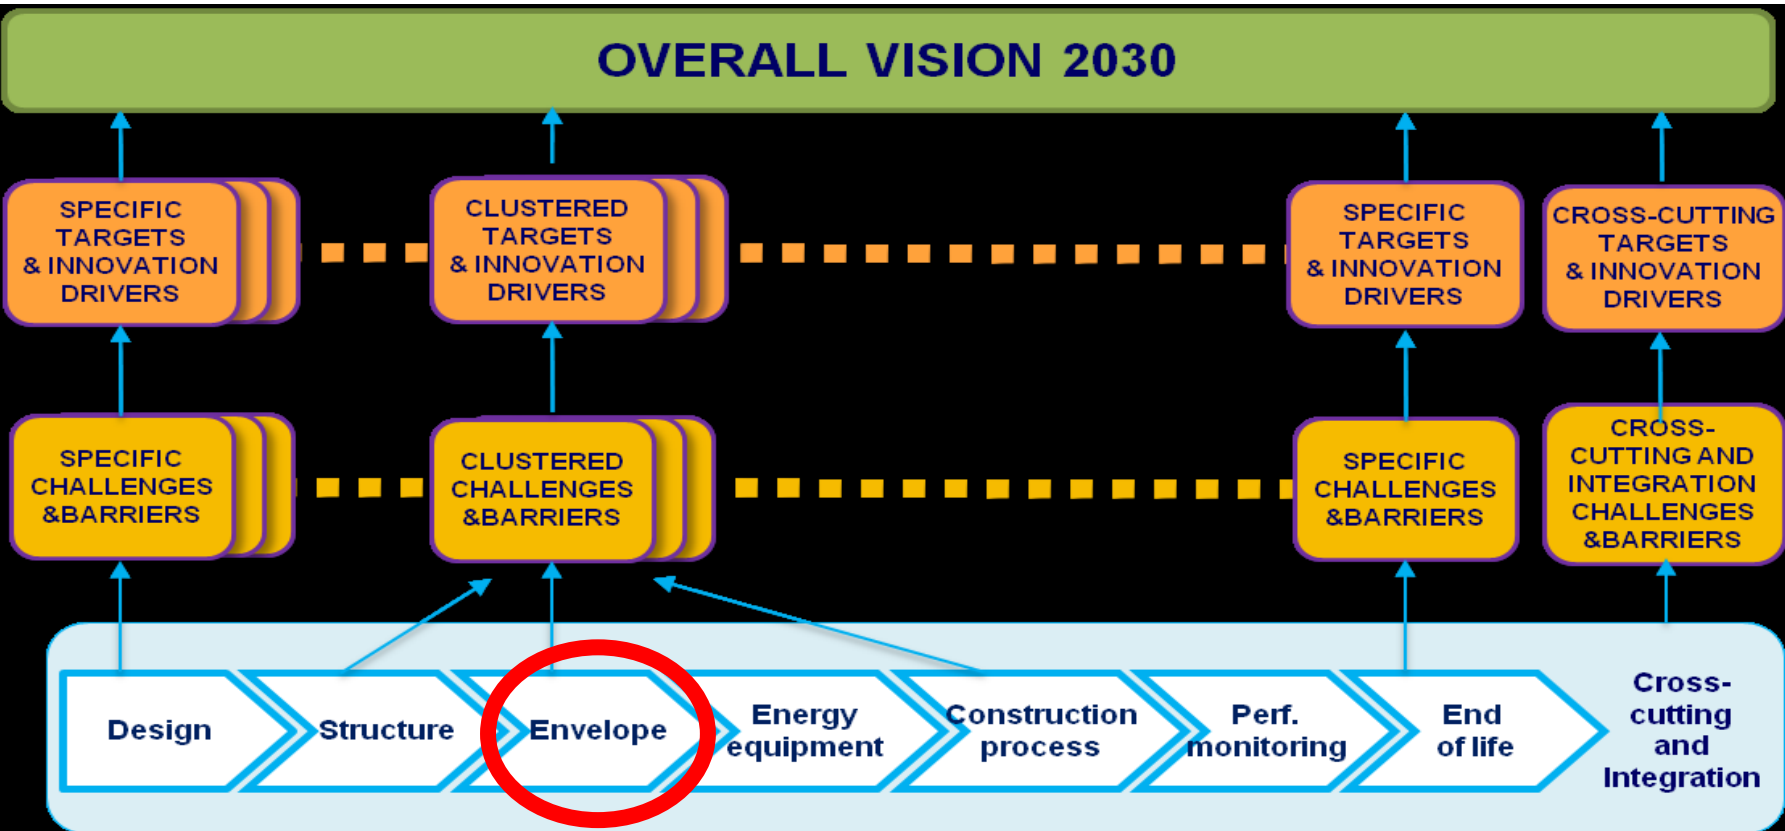 OVERALL VISION 2030
SPECIFIC
TARGETS
& INNOVATION
DRIVERS
CLUSTERED
TARGETS
& INNOVATION
DRIVERS
SPECIFIC
TARGETS
& INNOVATION
DRIVERS
CROSS-CUTTING
TARGETS
& INNOVATION
DRIVERS
SPECIFIC
CHALLENGES
&BARRIERS
CLUSTERED
CHALLENGES
&BARRIERS
SPECIFIC
CHALLENGES
&BARRIERS
CROSS-
CUTTING AND
INTEGRATION
CHALLENGES
&BARRIERS
Design
Structure
Envelope
Energy
equipment
Construction
process
Perf.
monitoring
End
of life
Cross-
cutting
and
Integration